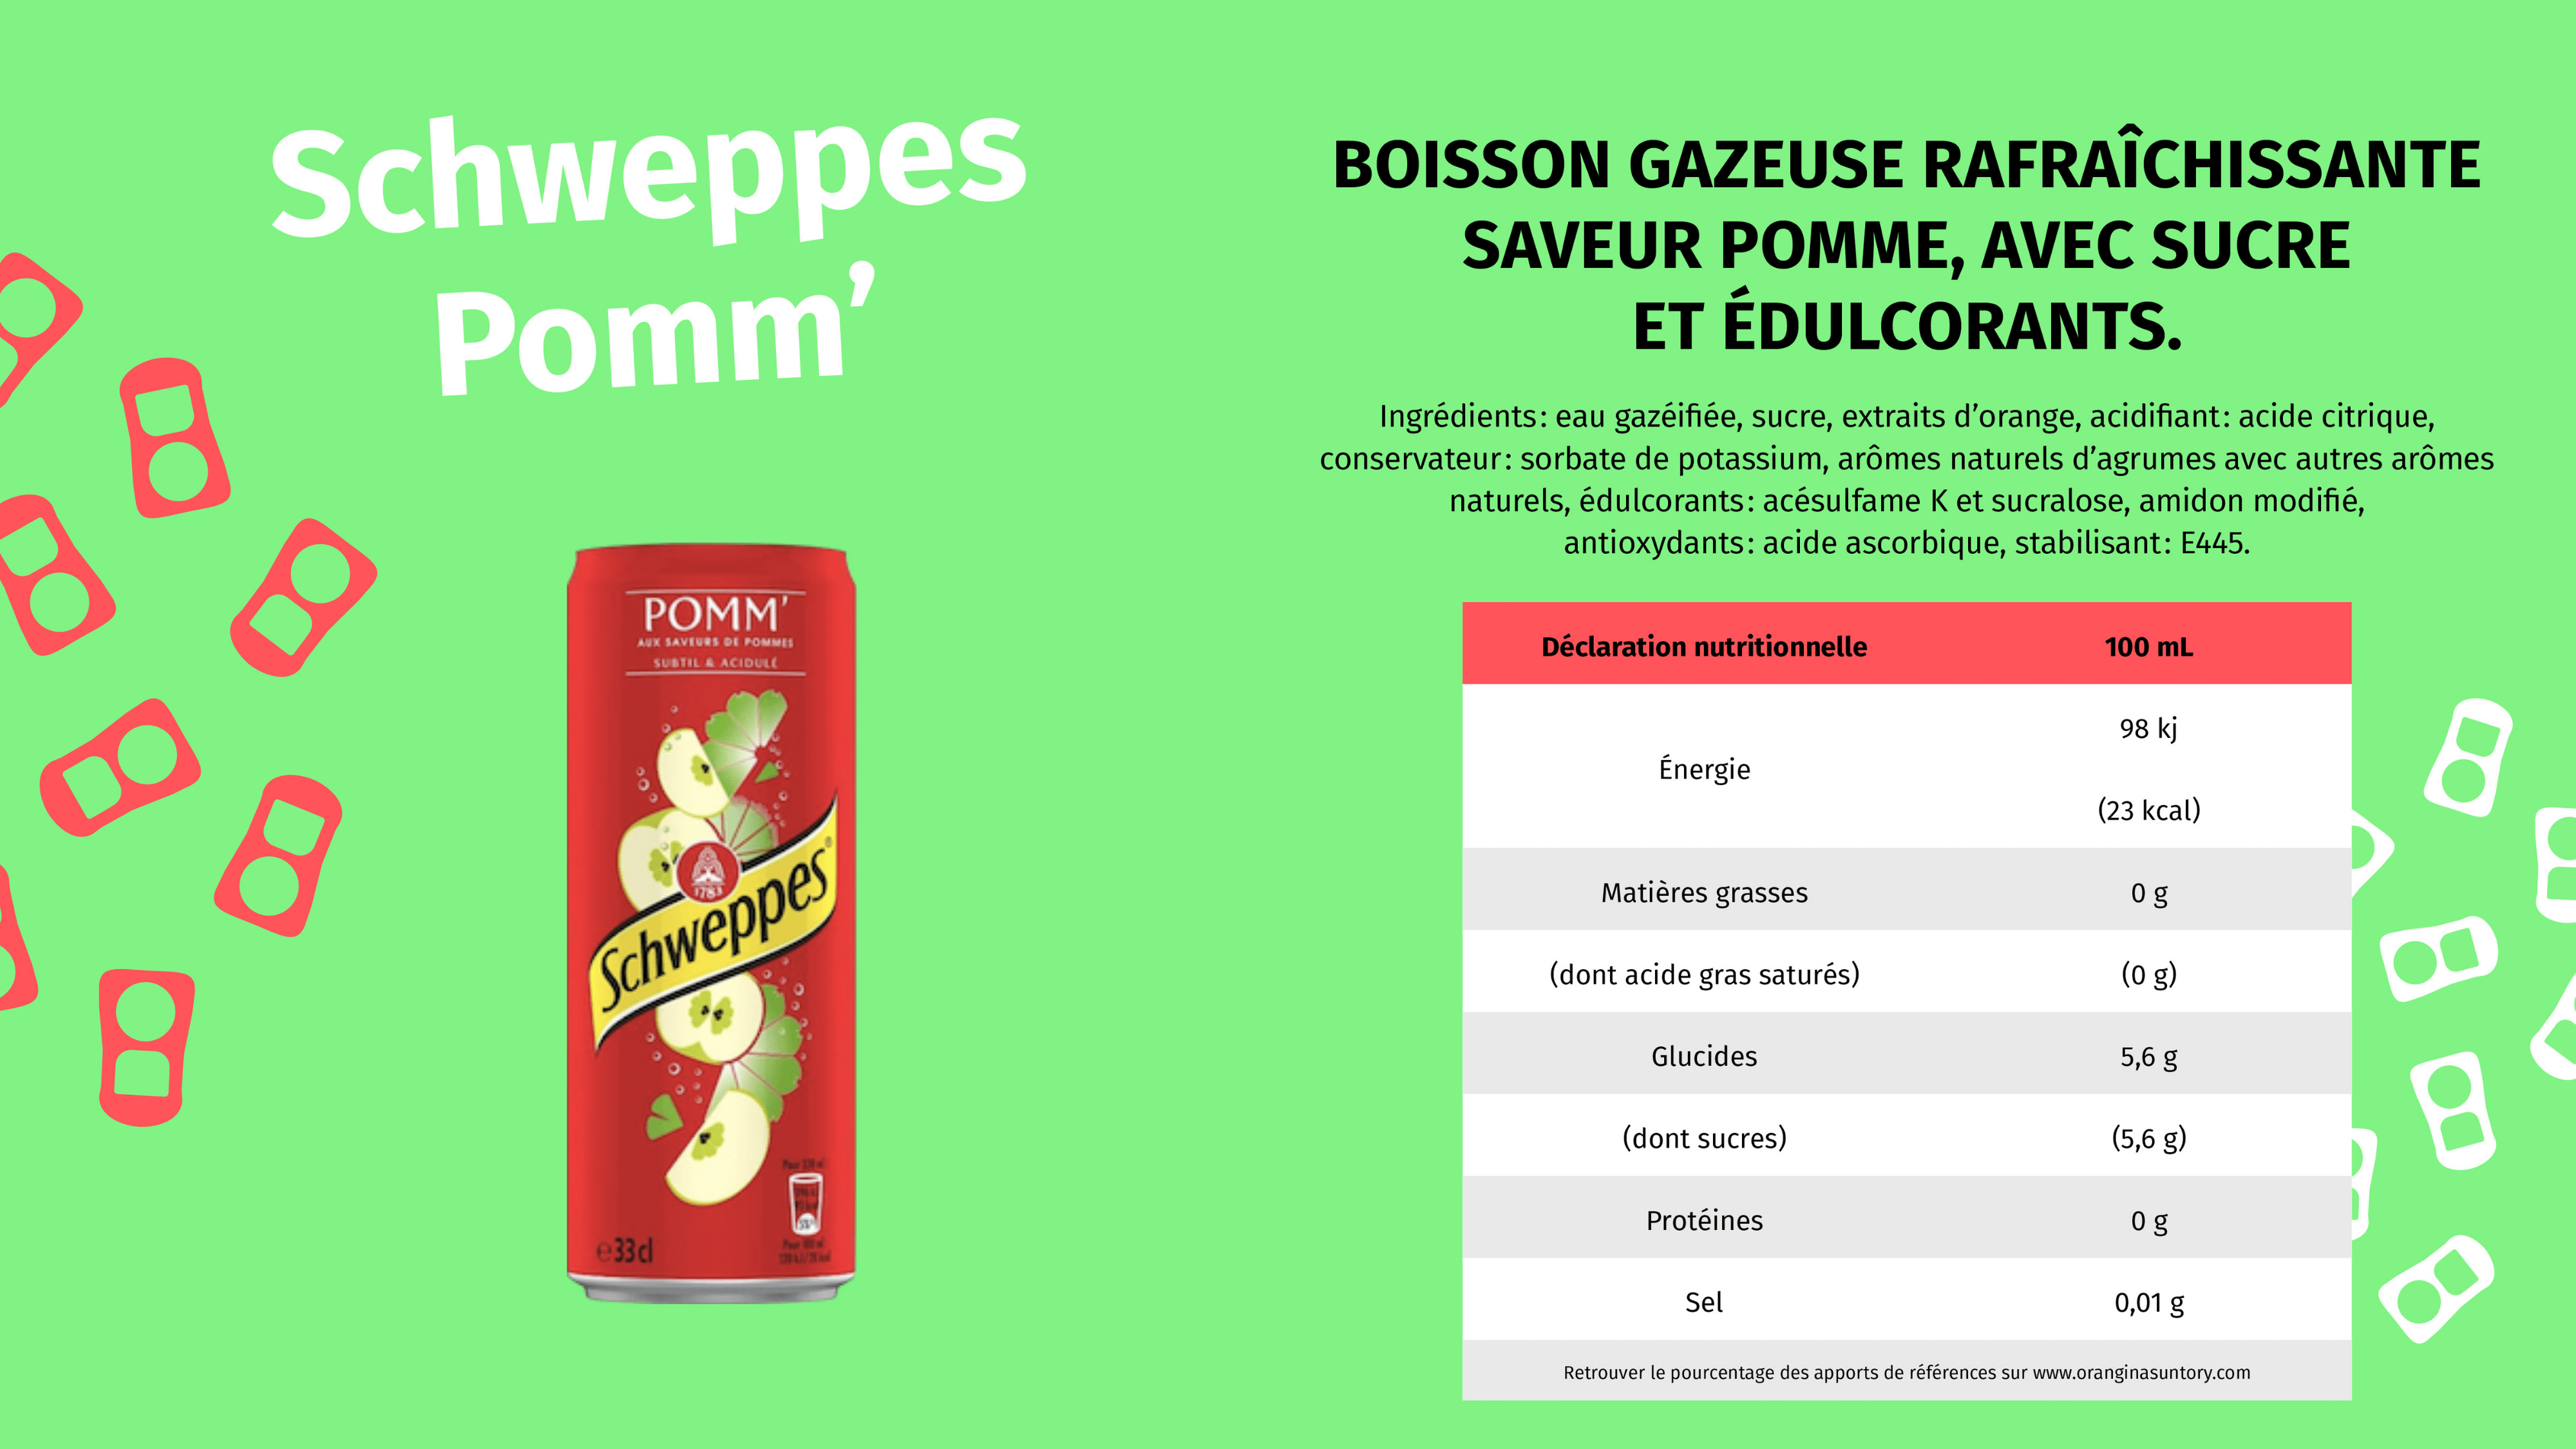 Schweppes
Pomm’
POMM’
AUX SAVEURS DE POMMES
SUBTIL & ACIDULÉ
1783
Schweppes®
e33cl
BOISSON GAZEUSE RAFRAÎCHISSANTE
SAVEUR POMME, AVEC SUCRE
ET ÉDULCORANTS.
Ingrédients : eau gazéifiée, sucre, extraits d’orange, acidifiant : acide citrique,
conservateur : sorbate de potassium, arômes naturels d’agrumes avec autres arômes
naturels, édulcorants : acésulfame K et sucralose, amidon modifié,
antioxydants : acide ascorbique, stabilisant : E445.
Déclaration nutritionnelle 100 mL
Énergie 98 kj
(23 kcal)
Matières grasses 0 g
(dont acide gras saturés) (0 g)
Glucides 5,6 g
(dont sucres) (5,6 g)
Protéines 0 g
Sel 0,01 g
Retrouver le pourcentage des apports de références sur www.oranginasuntory.com